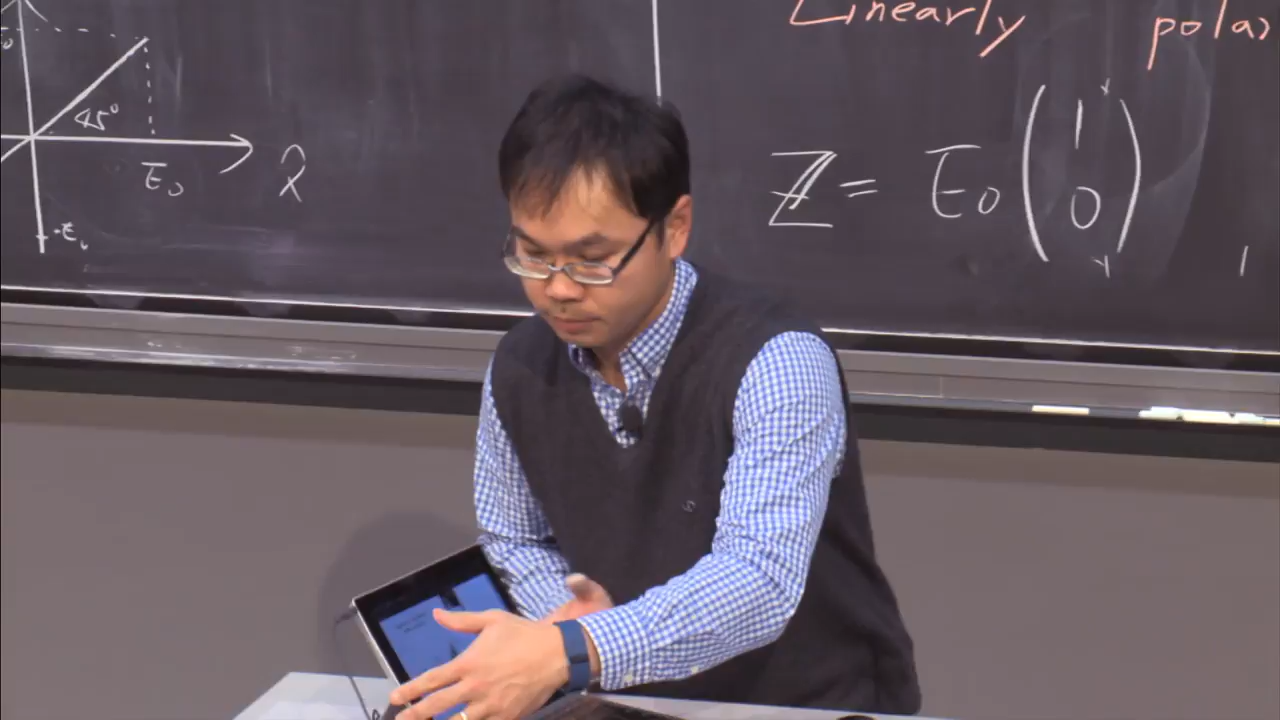 Linearly polar
Z = E₀ (1 0)
x
y
45°
E₀
x̂
-E₀